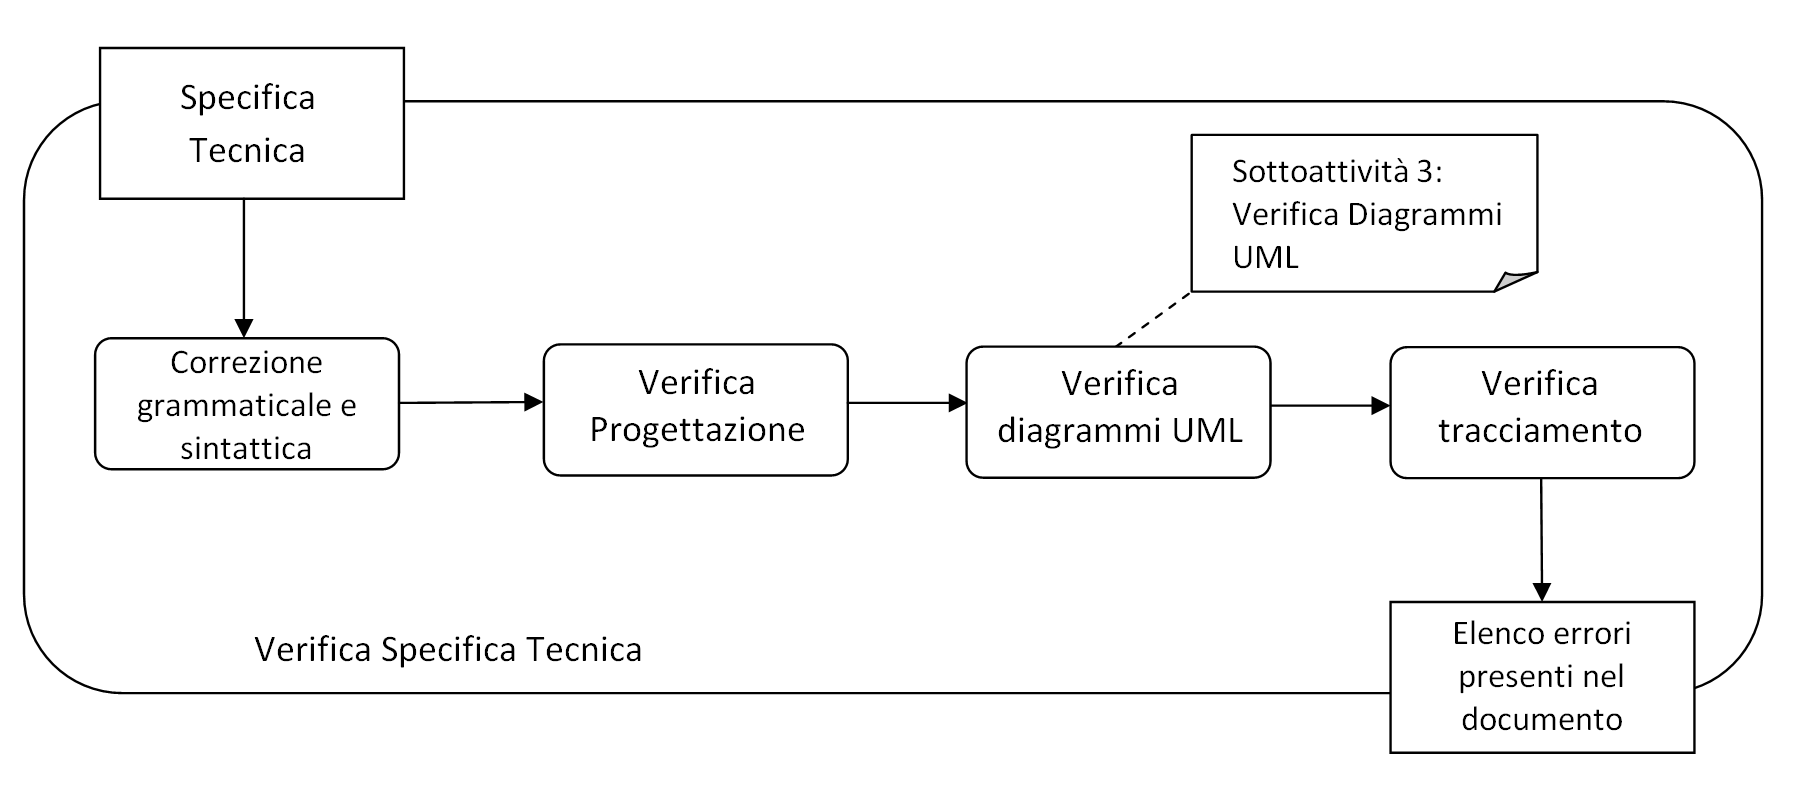 Specifica
Tecnica
Sottoattività 3:
Verifica Diagrammi
UML
Correzione
grammaticale e
sintattica
Verifica
Progettazione
Verifica
diagrammi UML
Verifica
tracciamento
Verifica Specifica Tecnica
Elenco errori
presenti nel
documento